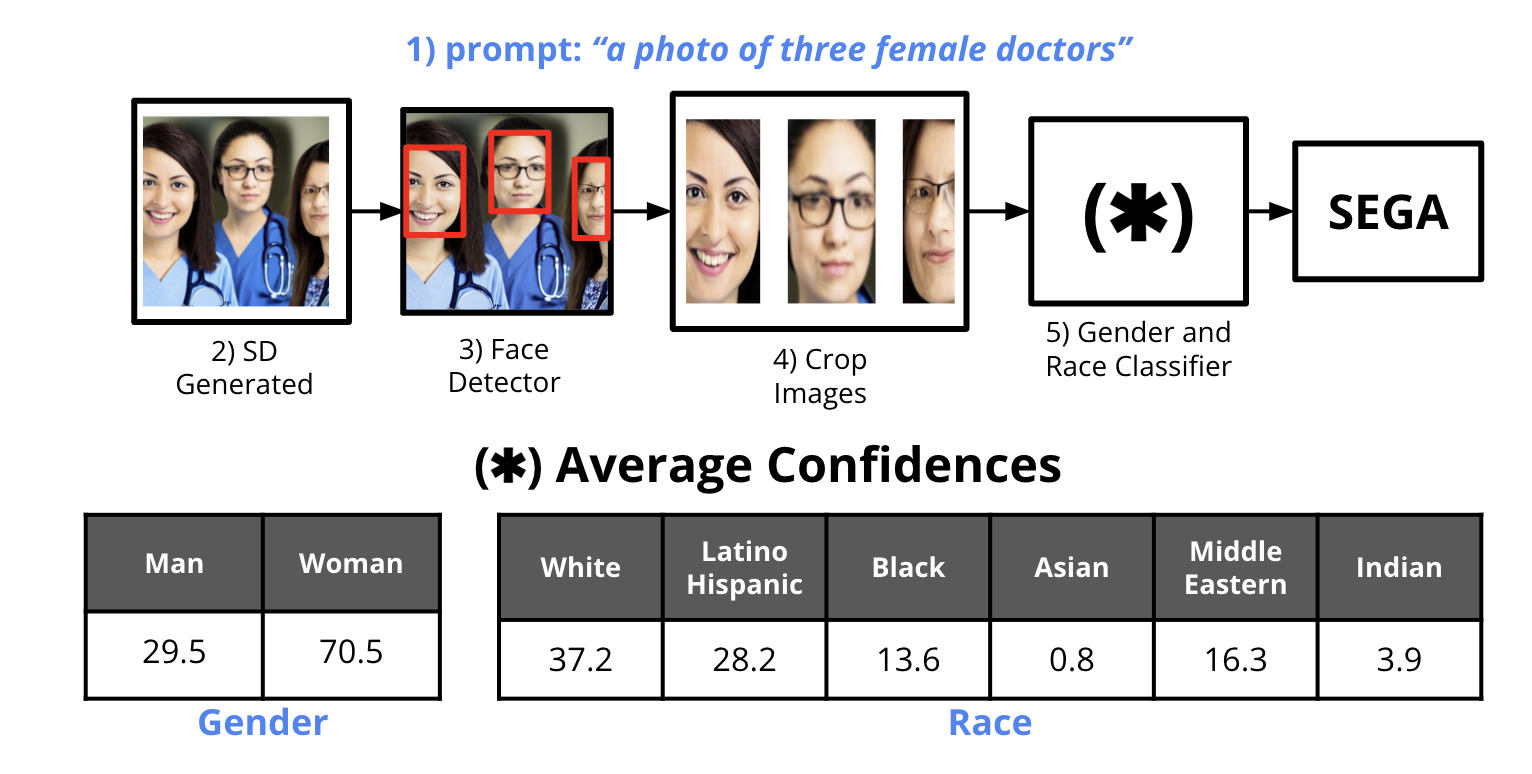 1) prompt: “a photo of three female doctors”
2) SD
Generated
3) Face
Detector
4) Crop
Images
(✱)
5) Gender and
Race Classifier
SEGA
(✱) Average Confidences
Man Woman
29.5 70.5
Gender
White Latino Hispanic Black Asian Middle Eastern Indian
37.2 28.2 13.6 0.8 16.3 3.9
Race